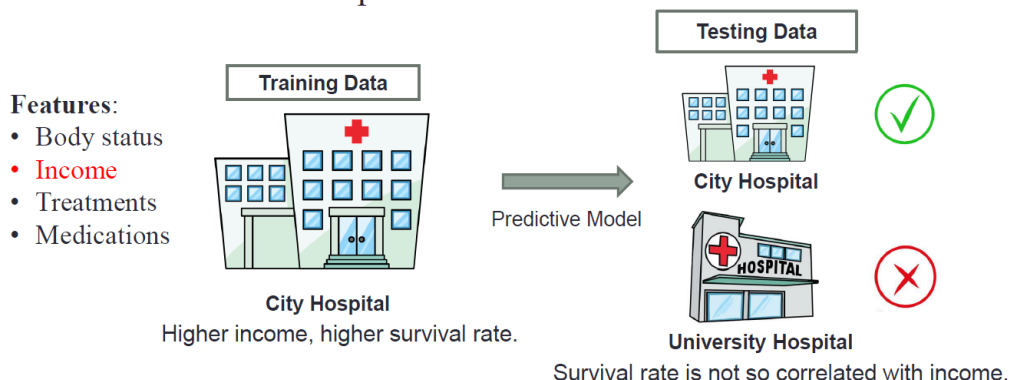 Testing Data
Training Data
Features:
• Body status
• Income
• Treatments
• Medications
City Hospital
Higher income, higher survival rate.
Predictive Model
City Hospital
HOSPITAL
University Hospital
Survival rate is not so correlated with income.